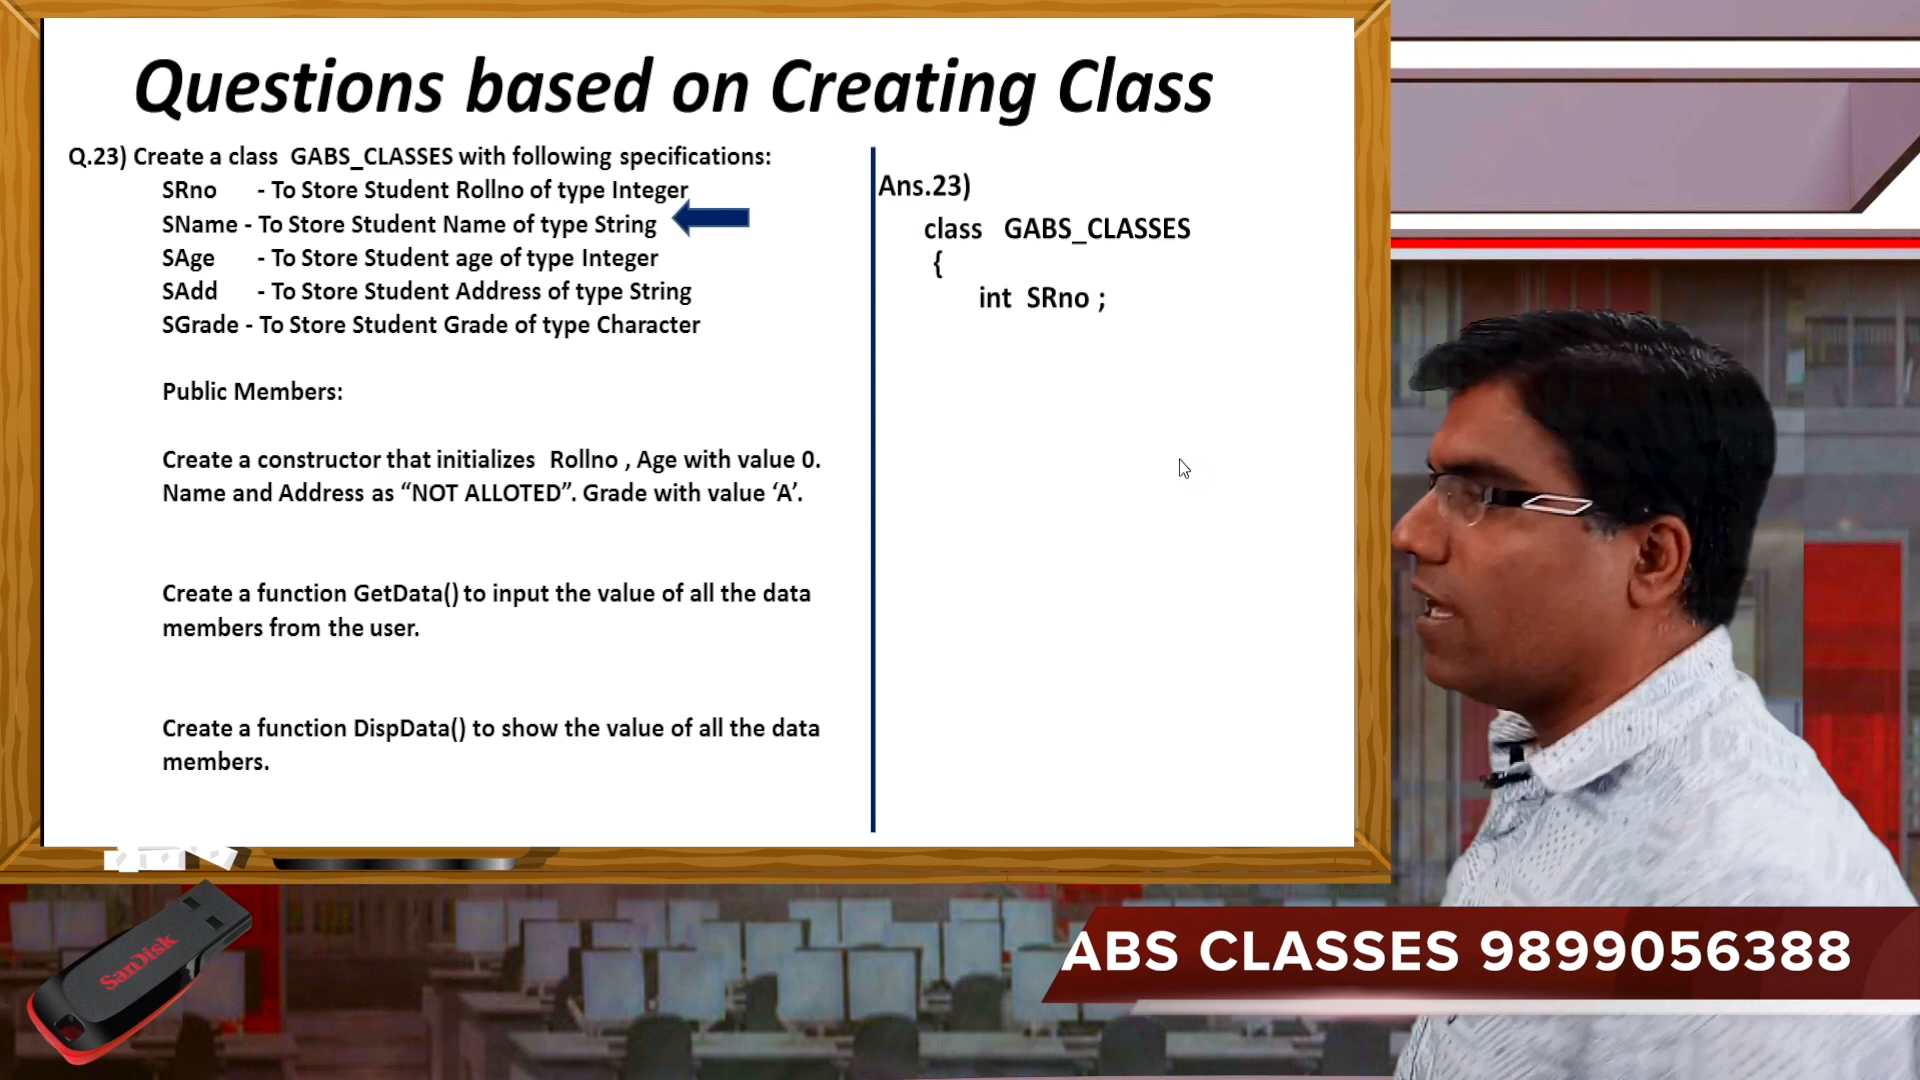 Questions based on Creating Class
Q.23) Create a class GABS_CLASSES with following specifications:
SRno - To Store Student Rollno of type Integer
SName - To Store Student Name of type String
SAge - To Store Student age of type Integer
SAdd - To Store Student Address of type String
SGrade - To Store Student Grade of type Character
Public Members:
Create a constructor that initializes Rollno , Age with value 0.
Name and Address as “NOT ALLOTED”. Grade with value ‘A’.
Create a function GetData() to input the value of all the data
members from the user.
Create a function DispData() to show the value of all the data
members.
Ans.23)
class GABS_CLASSES
{
int SRno ;
SanDisk
ABS CLASSES 9899056388